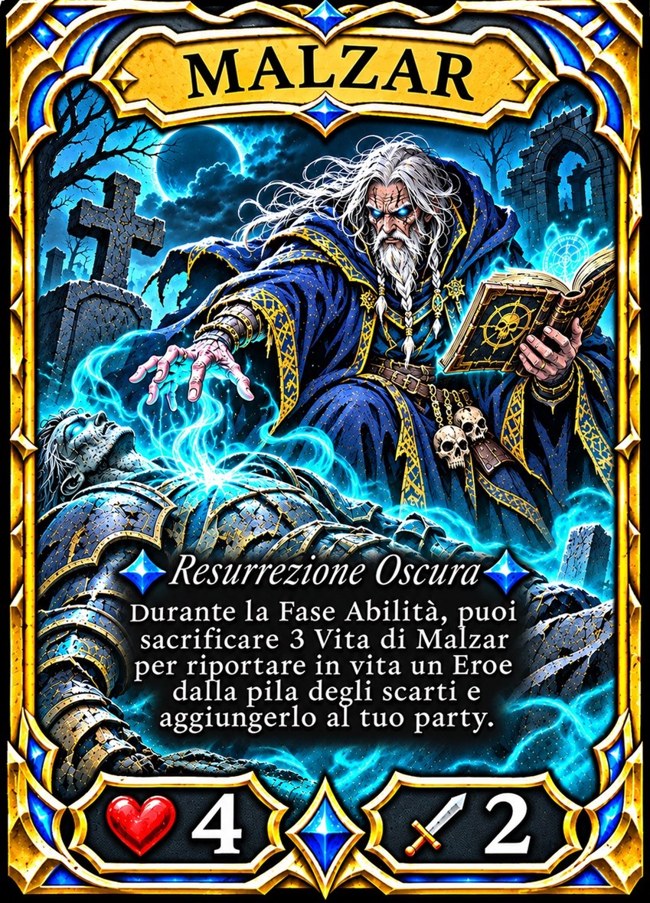 MALZAR
Resurrezione Oscura
Durante la Fase Abilità, puoi
sacrificare 3 Vita di Malzar
per riportare in vita un Eroe
dalla pila degli scarti e
aggiungerlo al tuo party.
4
2